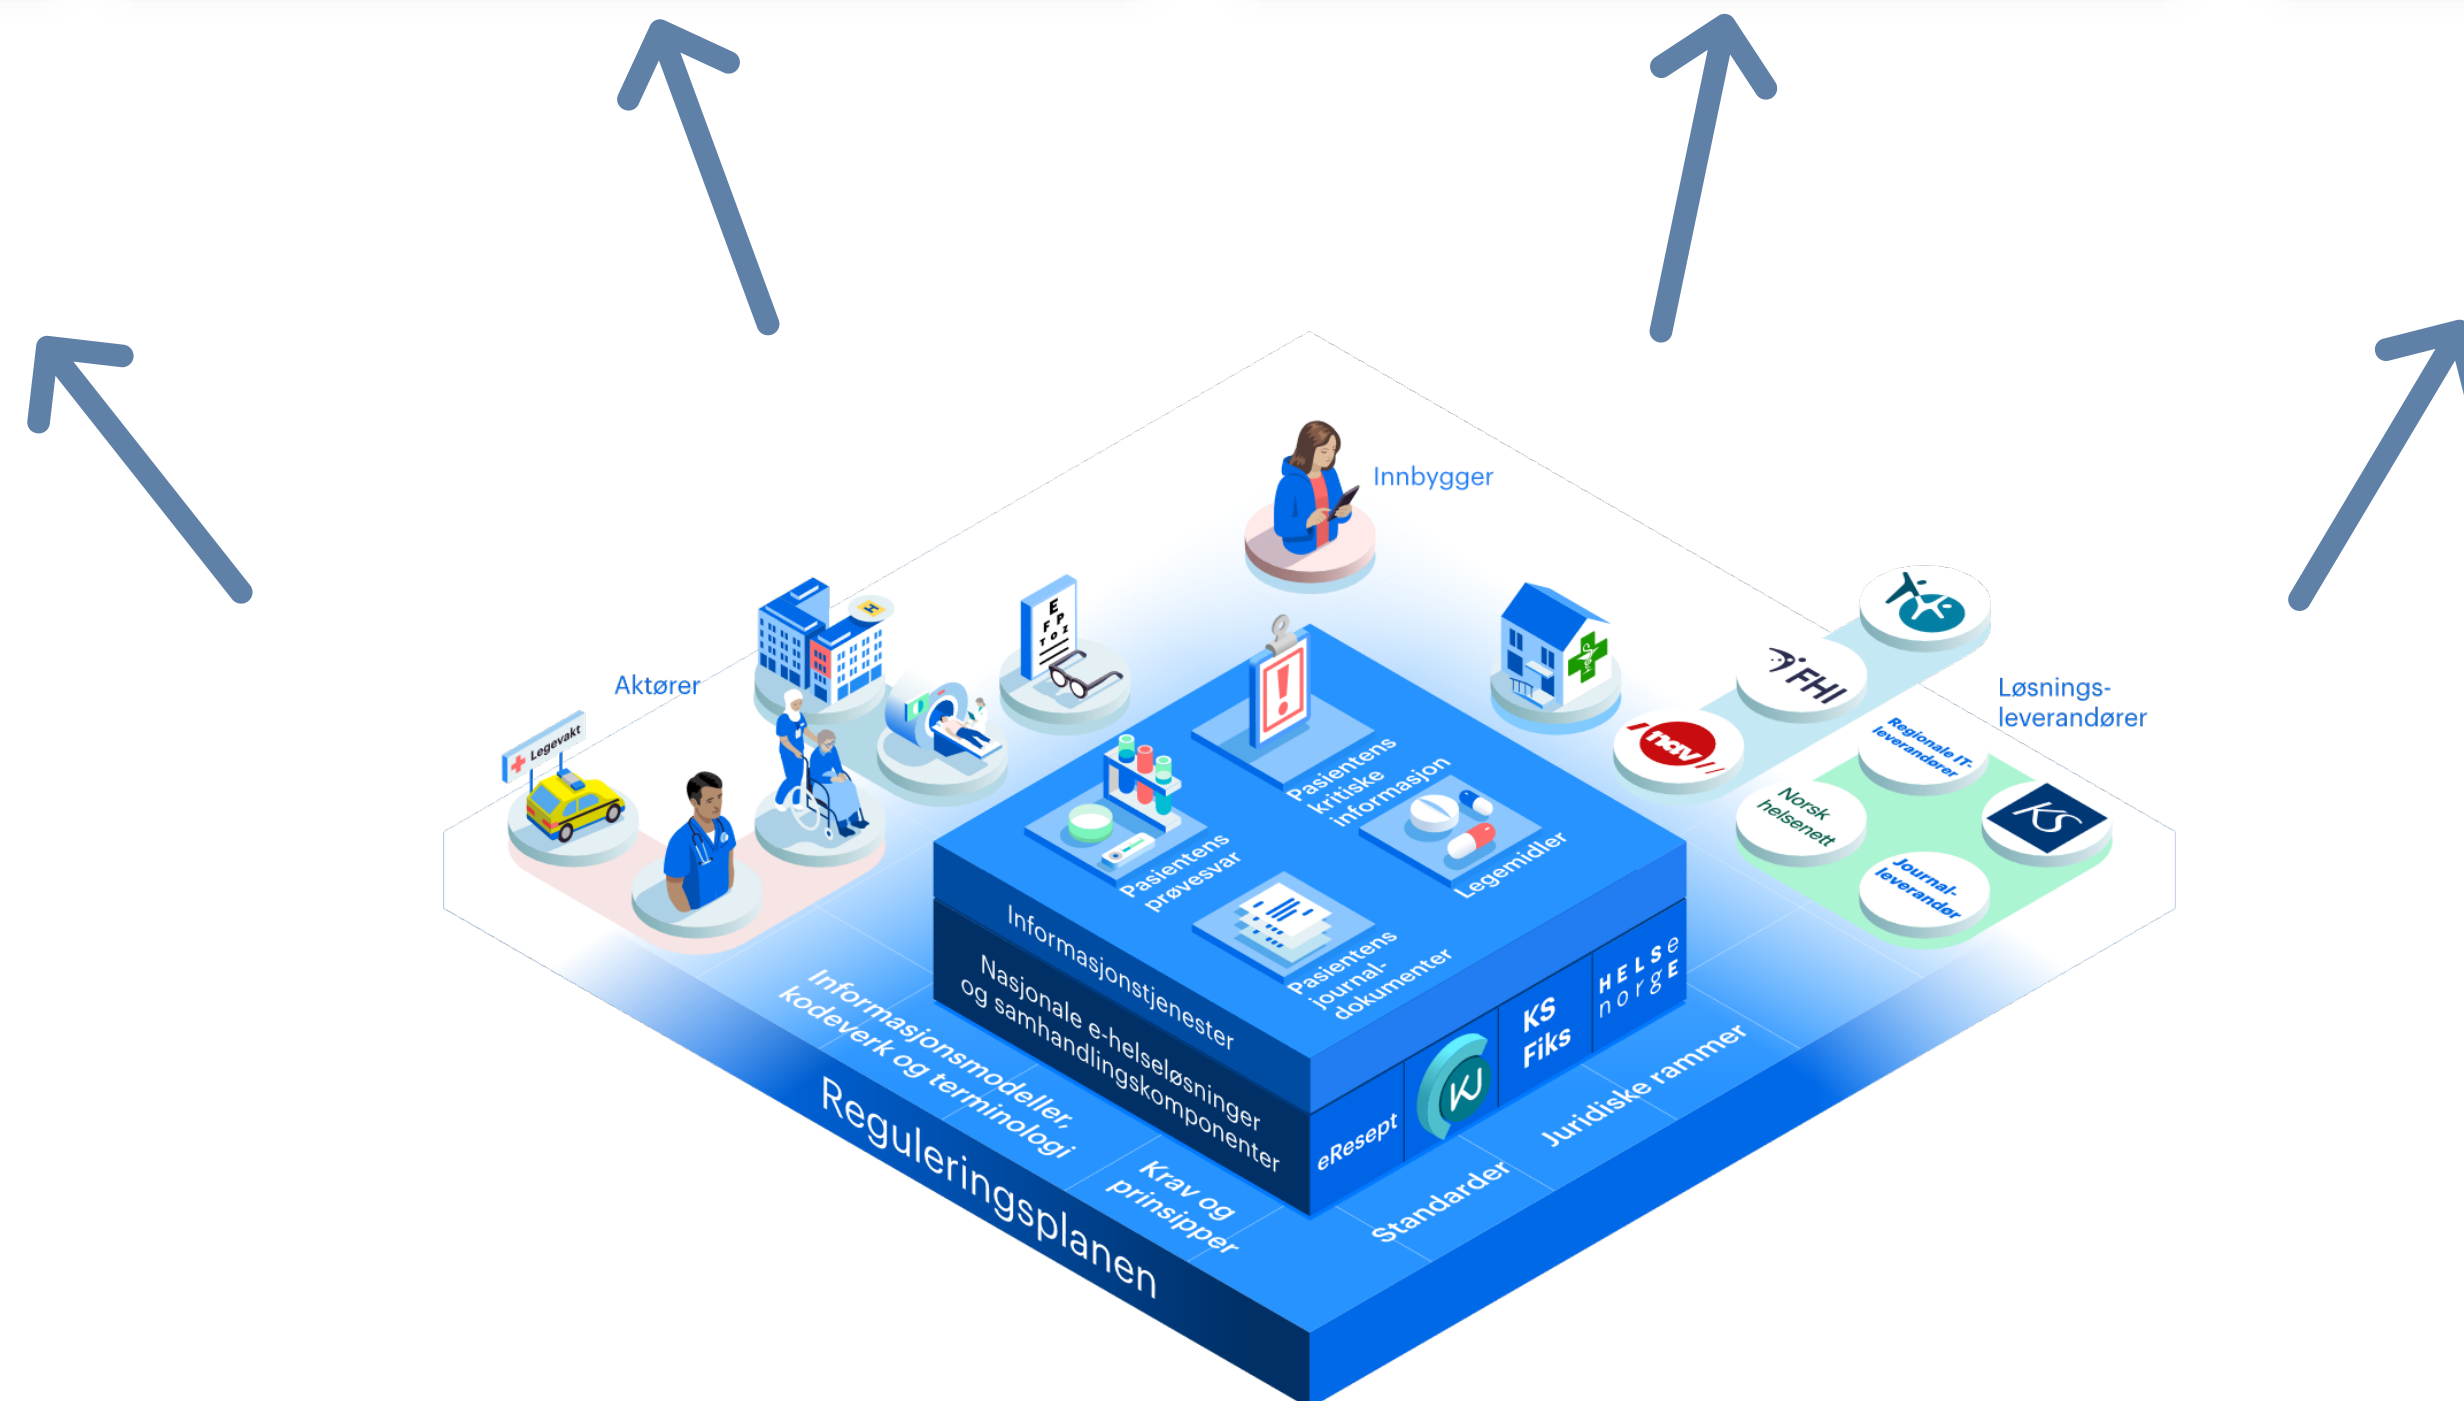 Innbygger
Aktører
Legevakt
H
E
F P
T O Z
Løsnings-
leverandører
FHI
nav
Regionale IT-
leverandører
Norsk
helsenett
KS
Journal-
leverandør
Pasientens
kritiske
informasjon
Pasientens
prøvesvar
Legemidler
Pasientens
journal-
dokumenter
Informasjonstjenester
Nasjonale e-helseløsninger
og samhandlingskomponenter
eResept
KJ
KS
Fiks
HELSe
norgE
Informasjonsmodeller,
kodeverk og terminologi
Krav og
prinsipper
Standarder
Juridiske rammer
Reguleringsplanen